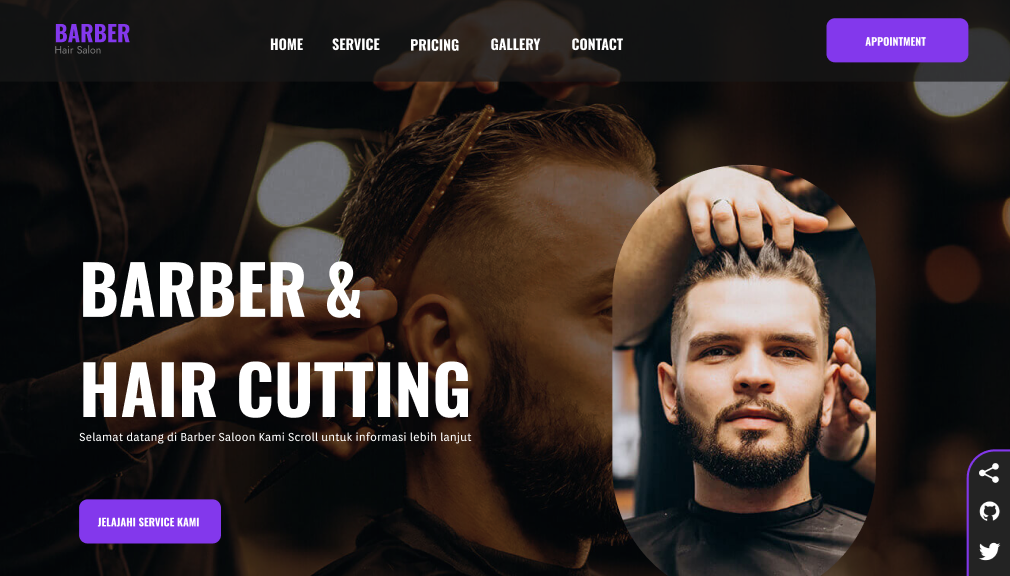 BARBER
Hair Salon
HOME SERVICE PRICING GALLERY CONTACT
APPOINTMENT
BARBER &
HAIR CUTTING
Selamat datang di Barber Saloon Kami Scroll untuk informasi lebih lanjut
JELAJAHI SERVICE KAMI